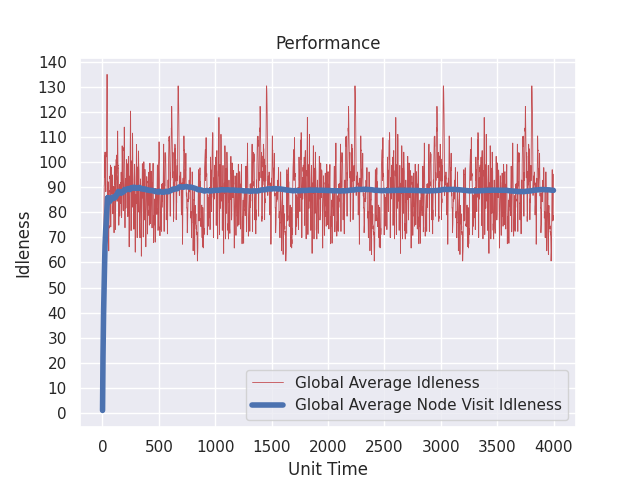 Performance
140
130
120
110
100
90
80
70
60
50
40
30
20
10
0
Idleness
Global Average Idleness
Global Average Node Visit Idleness
0 500 1000 1500 2000 2500 3000 3500 4000
Unit Time